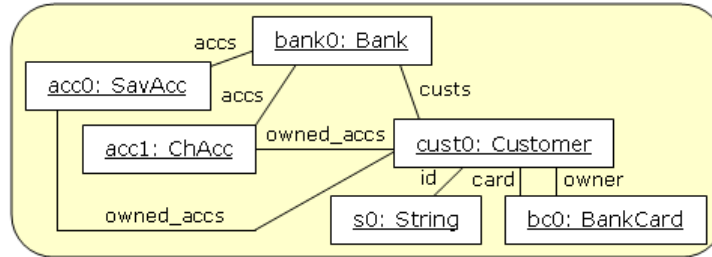 bank0: Bank
accs
acc0: SavAcc
accs
custs
acc1: ChAcc
owned_accs
cust0: Customer
id
card
owner
owned_accs
s0: String
bc0: BankCard